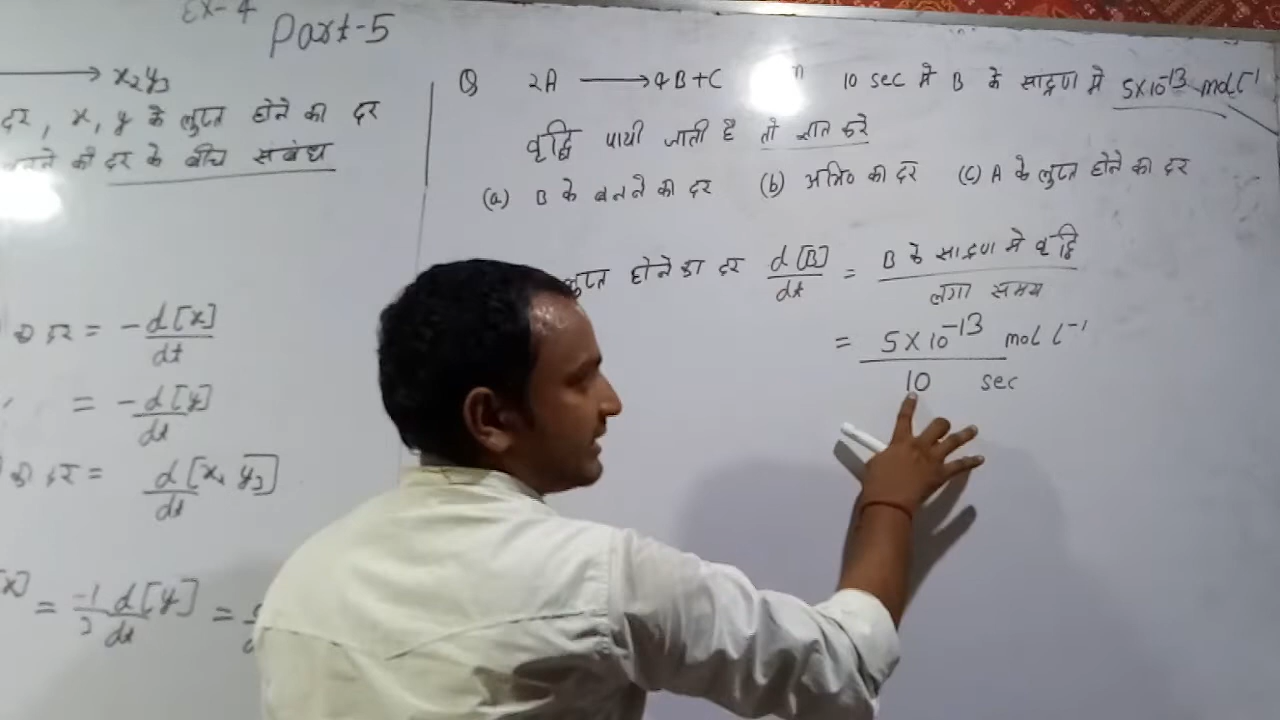 Ex-4
Part-5
⟶ x₂y₃
दर, x, y के लुप्त होने की दर
की दर के बीच संबंध
दर = -d[x]/dt
= -d[y]/dt
की दर = d[x₂ y₃]/dt
[x] = -1/3 d[y]/dt =
Q 2A ⟶ 4B+C 10 sec मे B के सान्द्रण मे 5×10⁻¹³ mol L⁻¹
वृद्धि पायी जाती है तो ज्ञात करे
(a) B के बनने की दर (b) अभि० की दर (c) A के लुप्त होने की दर
लुप्त होने का दर d[B]/dt = B के सान्द्रण मे वृद्धि / लगा समय
= 5×10⁻¹³ mol L⁻¹ / 10 sec